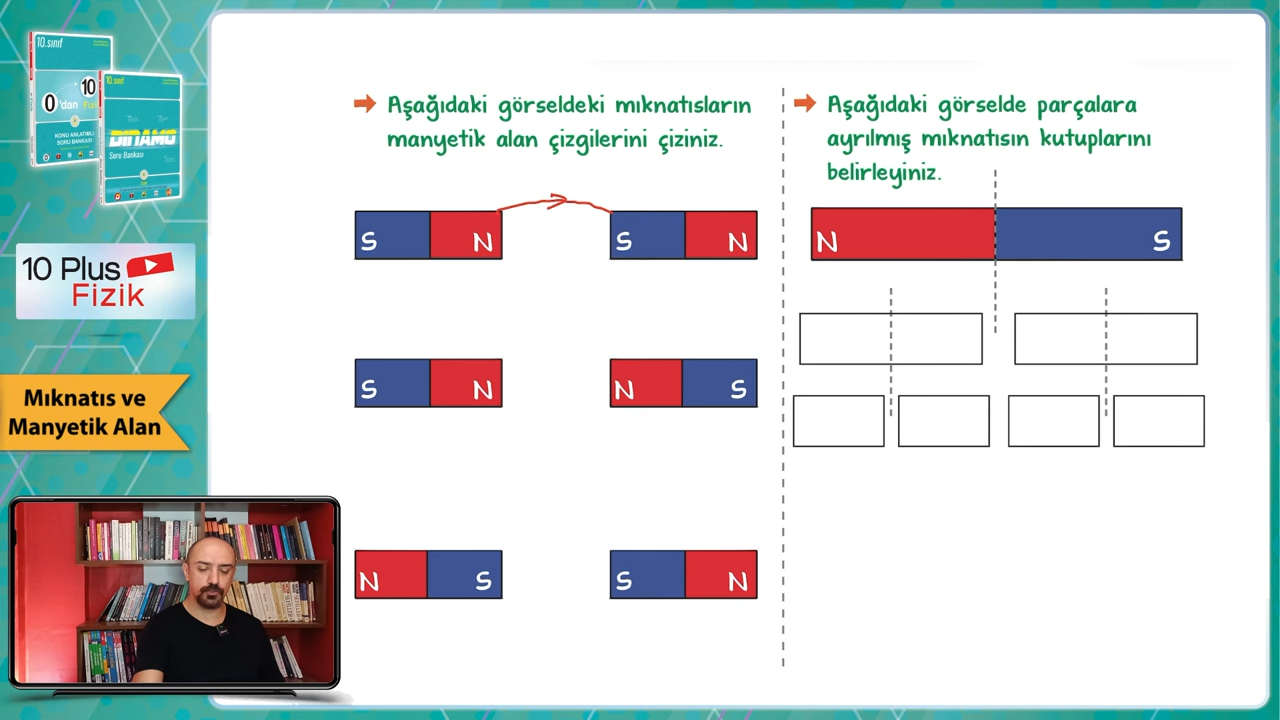 10.sınıf
0'dan 10
Fizik
KONU ANLATIMLI
SORU BANKASI
10.sınıf
DİNAMO
Soru Bankası
10 Plus
Fizik
Mıknatıs ve
Manyetik Alan
Aşağıdaki görseldeki mıknatısların
manyetik alan çizgilerini çiziniz.
S N S N
S N N S
N S S N
Aşağıdaki görselde parçalara
ayrılmış mıknatısın kutuplarını
belirleyiniz.
N S